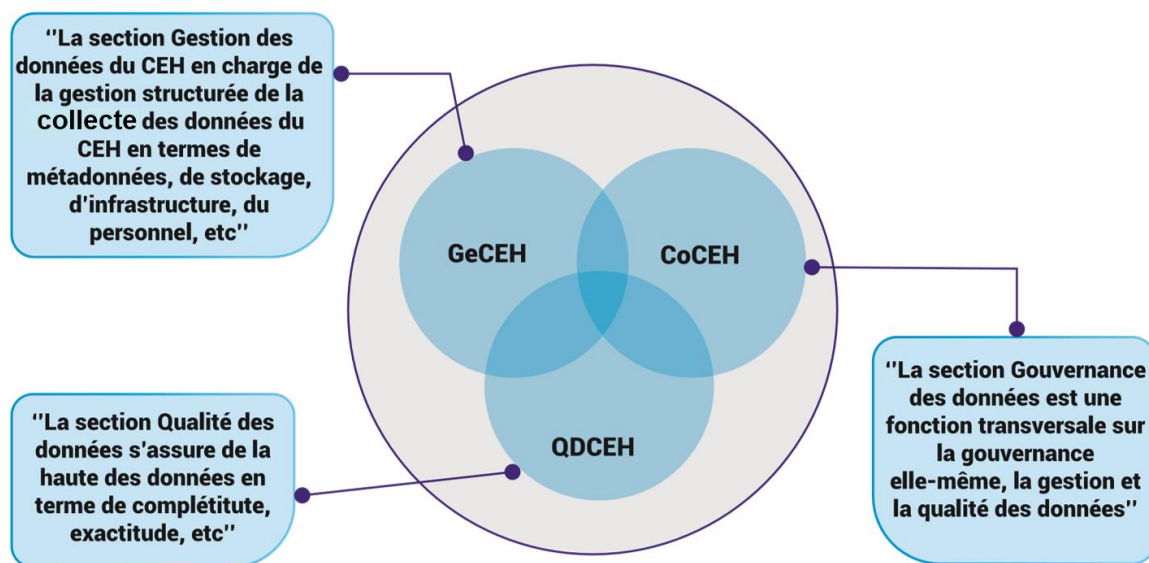 ‘’La section Gestion des
données du CEH en charge de
la gestion structurée de la
collecte des données du
CEH en termes de
métadonnées, de stockage,
d'infrastructure, du
personnel, etc’’
GeCEH
CoCEH
QDCEH
‘’La section Qualité des
données s'assure de la
haute des données en
terme de complétitute,
exactitude, etc’’
‘’La section Gouvernance
des données est une
fonction transversale sur
la gouvernance
elle-même, la gestion et
la qualité des données’’